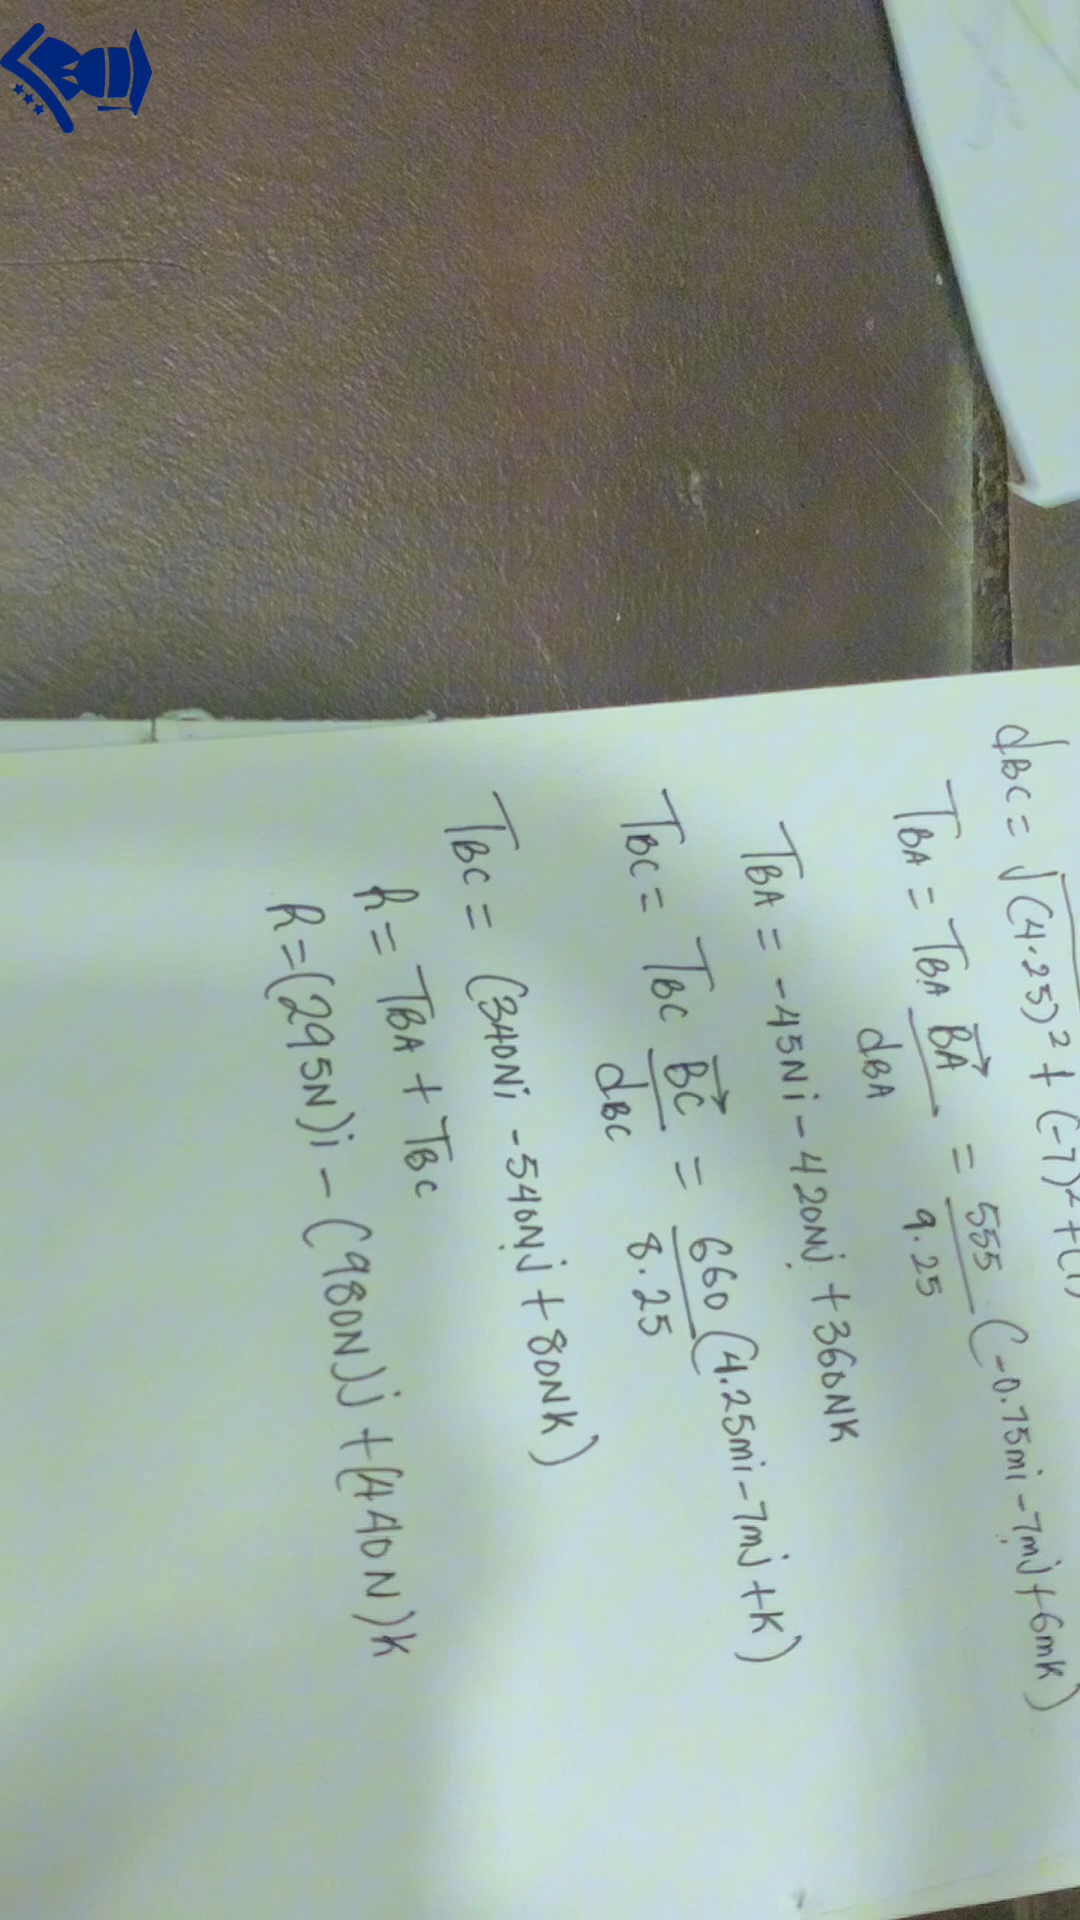 dBC = √(4.25)² + (-7)² + (1)
TBA = TBA BA→/dBA = 555/9.25 (-0.75mi - 7mj + 6mk)
TBA = -45Ni - 420Nj + 360NK
TBC = TBC BC→/dBC = 660/8.25 (4.25mi - 7mj + K)
TBC = (340Ni - 540Nj + 80NK)
R = TBA + TBC
R = (295N)i - (980N)j + (440N)K